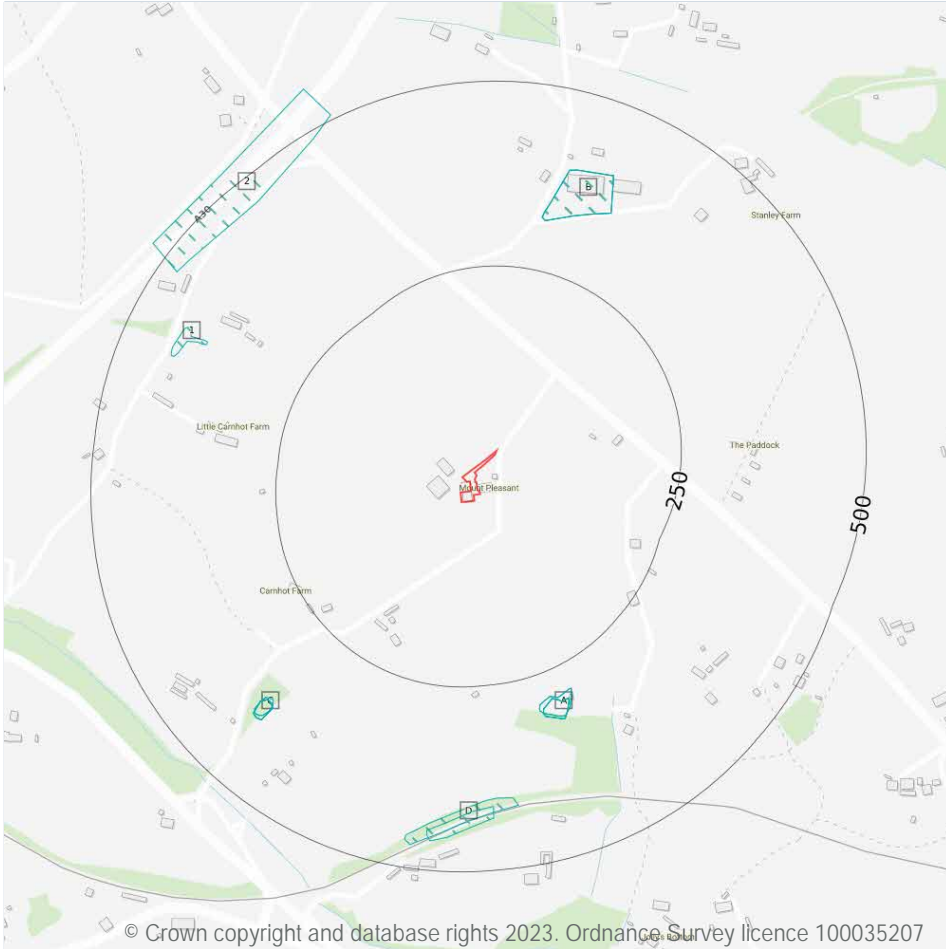 2
A30
B
Stanley Farm
1
Little Carnhot Farm
The Paddock
Mount Pleasant
250
500
Carnhot Farm
C
A
D
© Crown copyright and database rights 2023. Ordnance Survey licence 100035207